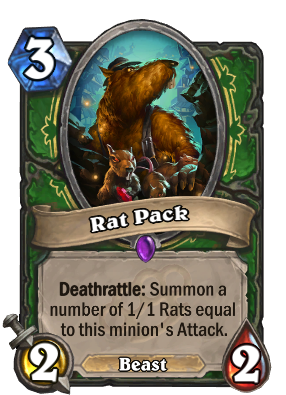 3
Rat Pack
Deathrattle: Summon a
number of 1/1 Rats equal
to this minion's Attack.
2
Beast
2